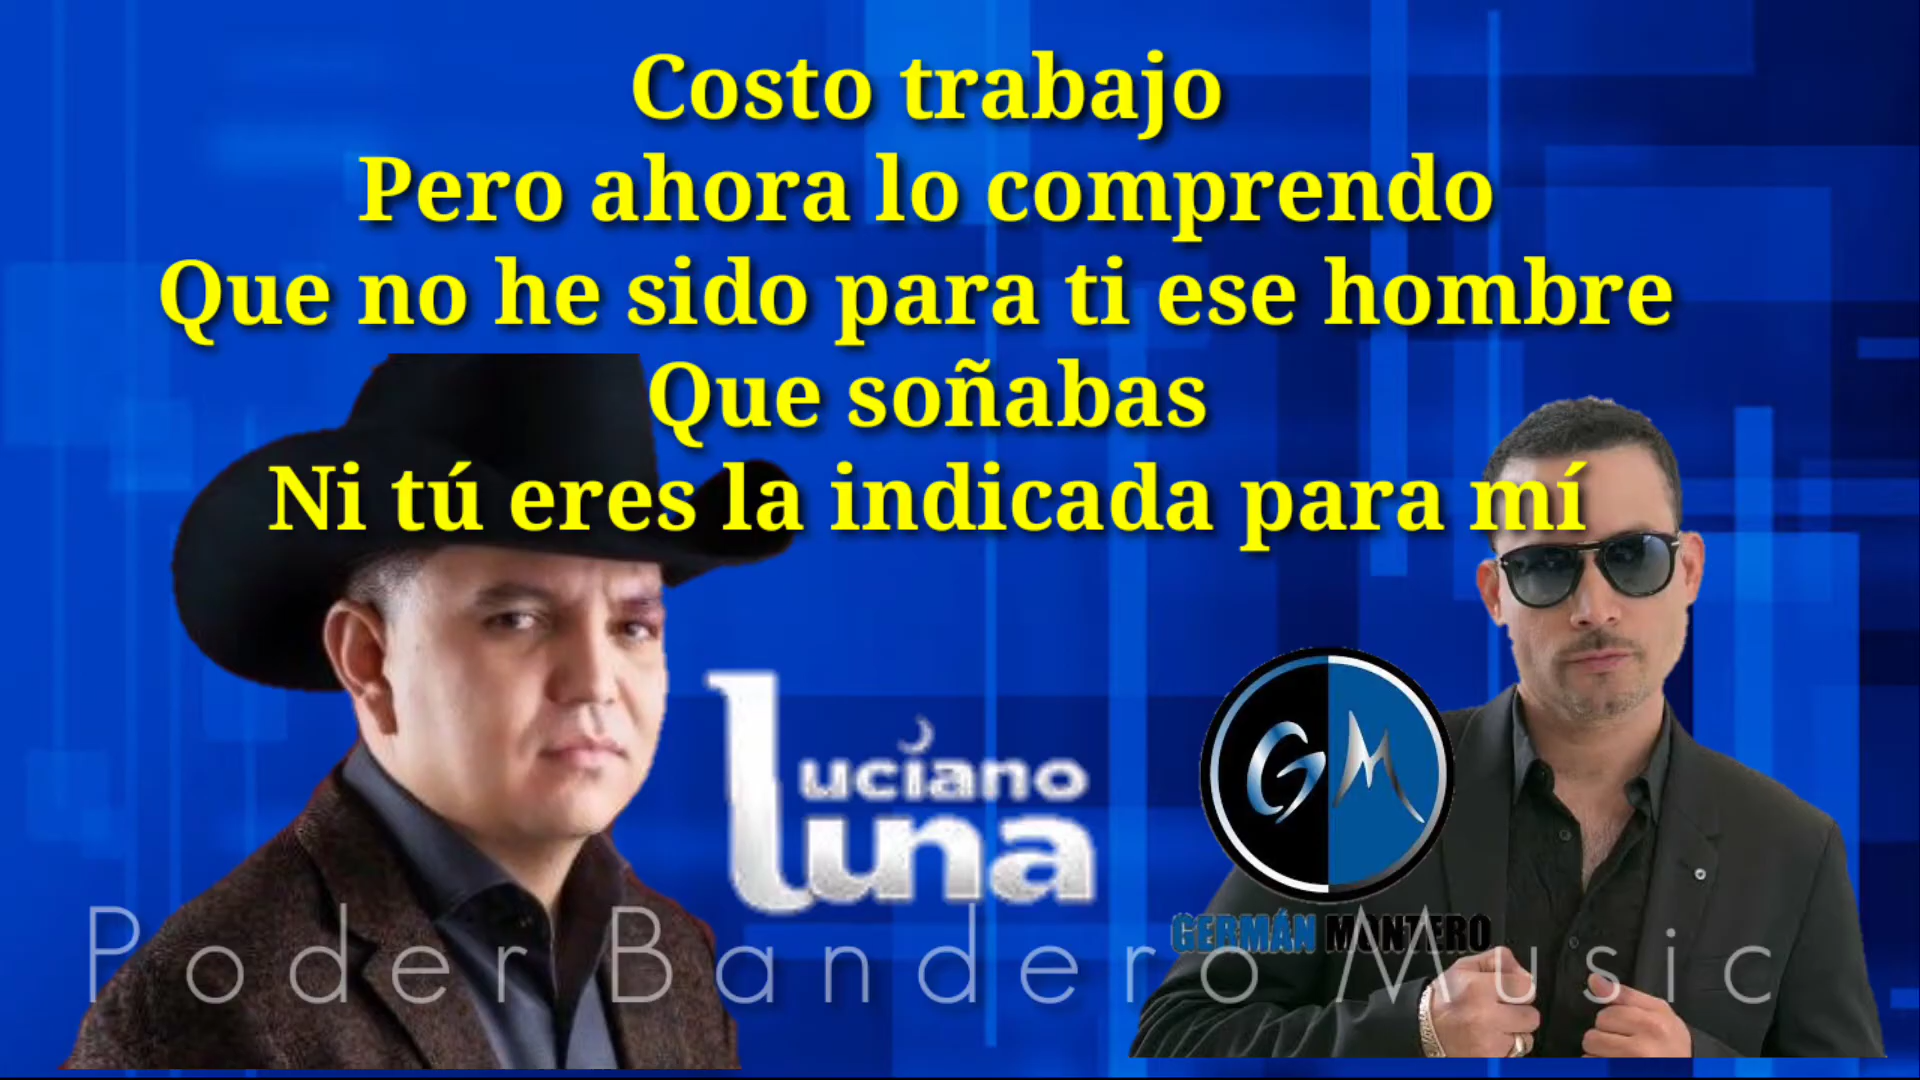 Costo trabajo
Pero ahora lo comprendo
Que no he sido para ti ese hombre
Que soñabas
Ni tú eres la indicada para mí
Luciano
Luna
GM
GERMÁN MONTERO
Poder Bandero Music